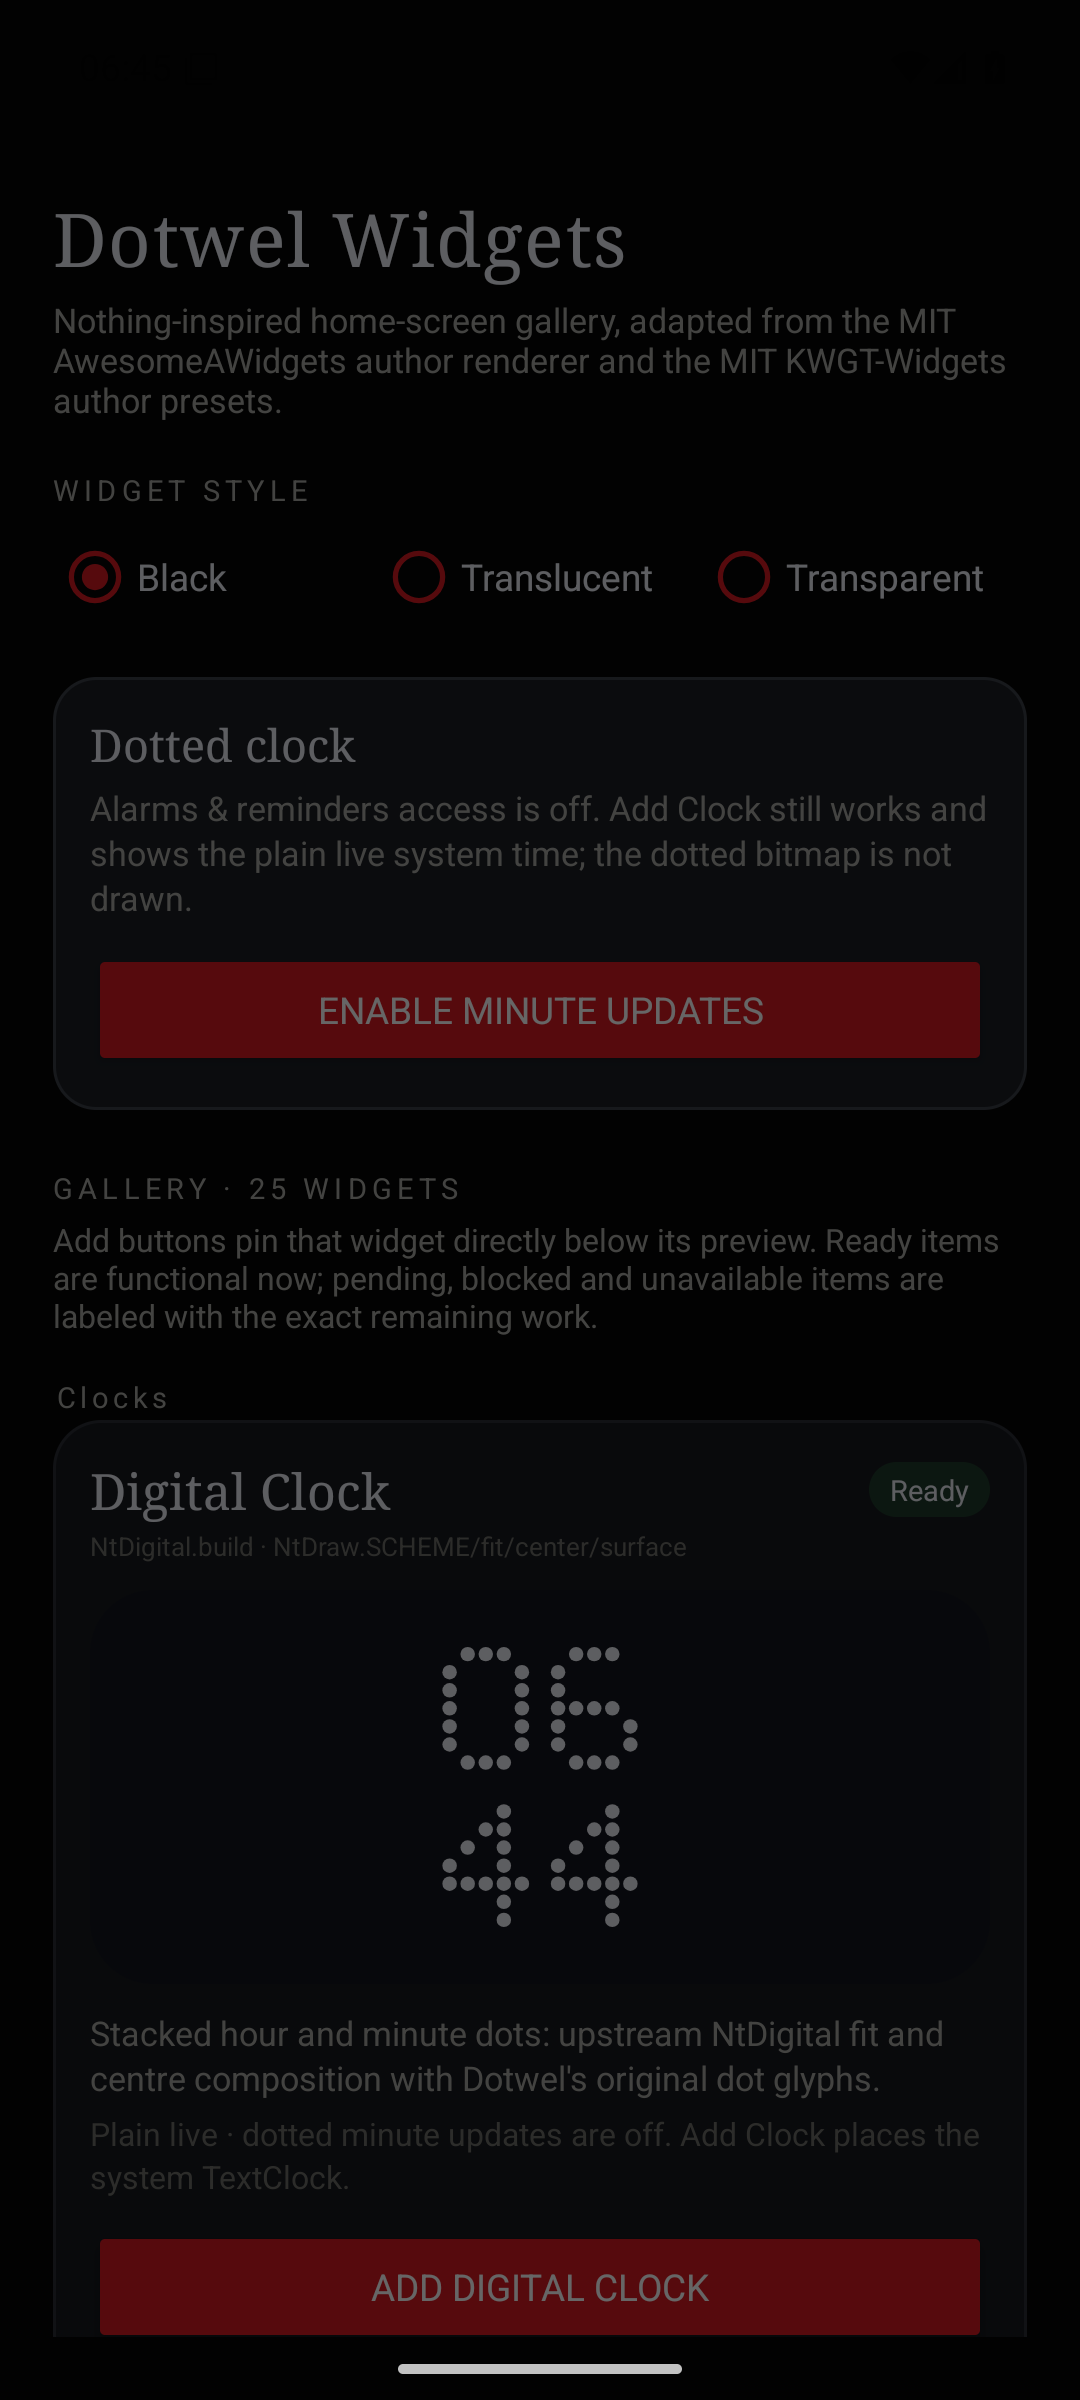 Dotwel Widgets
Nothing-inspired home-screen gallery, adapted from the MIT
AwesomeAWidgets author renderer and the MIT KWGT-Widgets
author presets.
WIDGET STYLE
Black
Translucent
Transparent
Dotted clock
Alarms & reminders access is off. Add Clock still works and
shows the plain live system time; the dotted bitmap is not
drawn.
ENABLE MINUTE UPDATES
GALLERY · 25 WIDGETS
Add buttons pin that widget directly below its preview. Ready items
are functional now; pending, blocked and unavailable items are
labeled with the exact remaining work.
Clocks
Digital Clock
Ready
NtDigital.build · NtDraw.SCHEME/fit/center/surface
06
44
Stacked hour and minute dots: upstream NtDigital fit and
centre composition with Dotwel's original dot glyphs.
Plain live · dotted minute updates are off. Add Clock places the
system TextClock.
ADD DIGITAL CLOCK